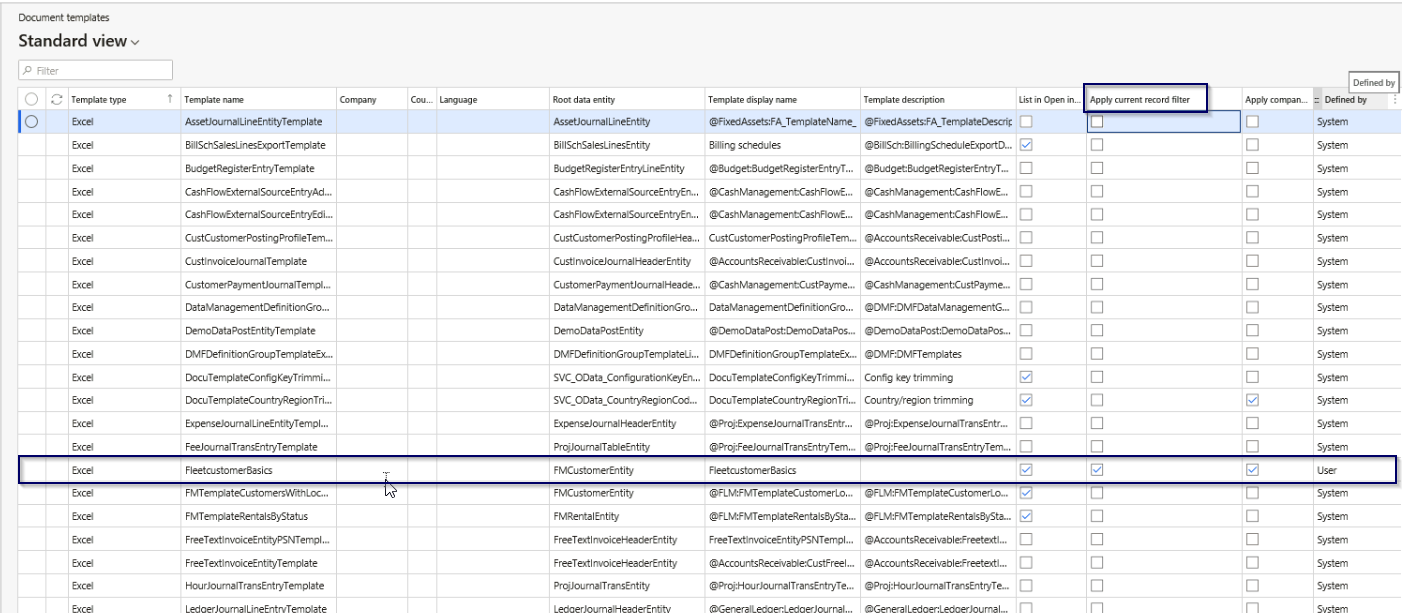 Document templates
Standard view
Filter
Defined by
Template type Template name Company Cou... Language Root data entity Template display name Template description List in Open in... Apply current record filter Apply compan... Defined by
Excel AssetJournalLineEntityTemplate AssetJournalLineEntity @FixedAssets:FA_TemplateName_ @FixedAssets:FA_TemplateDescrip System
Excel BillSchSalesLinesExportTemplate BillSchSalesLinesEntity Billing schedules @BillSch:BillingScheduleExportD... System
Excel BudgetRegisterEntryTemplate BudgetRegisterEntryLineEntity @Budget:BudgetRegisterEntryT... @Budget:BudgetRegisterEntryT... System
Excel CashFlowExternalSourceEntryAd... CashFlowExternalSourceEntryEn... @CashManagement:CashFlowE... @CashManagement:CashFlowE... System
Excel CashFlowExternalSourceEntryEdi... CashFlowExternalSourceEntryEn... @CashManagement:CashFlowE... @CashManagement:CashFlowE... System
Excel CustCustomerPostingProfileTem... CustCustomerPostingProfileHea... CustCustomerPostingProfileTem... @AccountsReceivable:CustPosti... System
Excel CustInvoiceJournalTemplate CustInvoiceJournalHeaderEntity @AccountsReceivable:CustInvoi... @AccountsReceivable:CustInvoi... System
Excel CustomerPaymentJournalTempl... CustomerPaymentJournalHeade... @CashManagement:CustPayme... @CashManagement:CustPayme... System
Excel DataManagementDefinitionGro... DataManagementDefinitionGro... DataManagementDefinitionGro... @DMF:DMFDataManagementG... System
Excel DemoDataPostEntityTemplate DemoDataPostEntity @DemoDataPost:DemoDataPos... @DemoDataPost:DemoDataPos... System
Excel DMFDefinitionGroupTemplateEx... DMFDefinitionGroupTemplateLi... DMFDefinitionGroupTemplateEx... @DMF:DMFTemplates System
Excel DocuTemplateConfigKeyTrimmi... SVC_OData_ConfigurationKeyEn... DocuTemplateConfigKeyTrimmi... Config key trimming System
Excel DocuTemplateCountryRegionTri... SVC_OData_CountryRegionCod... DocuTemplateCountryRegionTri... Country/region trimming System
Excel ExpenseJournalLineEntityTempl... ExpenseJournalHeaderEntity @Proj:ExpenseJournalTransEntr... @Proj:ExpenseJournalTransEntr... System
Excel FeeJournalTransEntryTemplate ProjJournalTableEntity @Proj:FeeJournalTransEntryTem... @Proj:FeeJournalTransEntryTem... System
Excel FleetcustomerBasics FMCustomerEntity FleetcustomerBasics User
Excel FMTemplateCustomersWithLoc... FMCustomerEntity @FLM:FMTemplateCustomerLo... @FLM:FMTemplateCustomerLo... System
Excel FMTemplateRentalsByStatus FMRentalEntity @FLM:FMTemplateRentalsBySta... @FLM:FMTemplateRentalsBySta... System
Excel FreeTextInvoiceEntityPSNTempl... FreeTextInvoiceHeaderEntity FreeTextInvoiceEntityPSNTempl... @AccountsReceivable:Freetextl... System
Excel FreeTextInvoiceEntityTemplate FreeTextInvoiceHeaderEntity @AccountsReceivable:CustFreel... @AccountsReceivable:Freetextl... System
Excel HourJournalTransEntryTemplate ProjJournalTransEntity @Proj:HourJournalTransEntryTe... @Proj:HourJournalTransEntryTe... System
Excel LedgerJournalLineEntryTemplate LedgerJournalHeaderEntity @GeneralLedger:LedgerJournal... @GeneralLedger:LedgerJournal... System